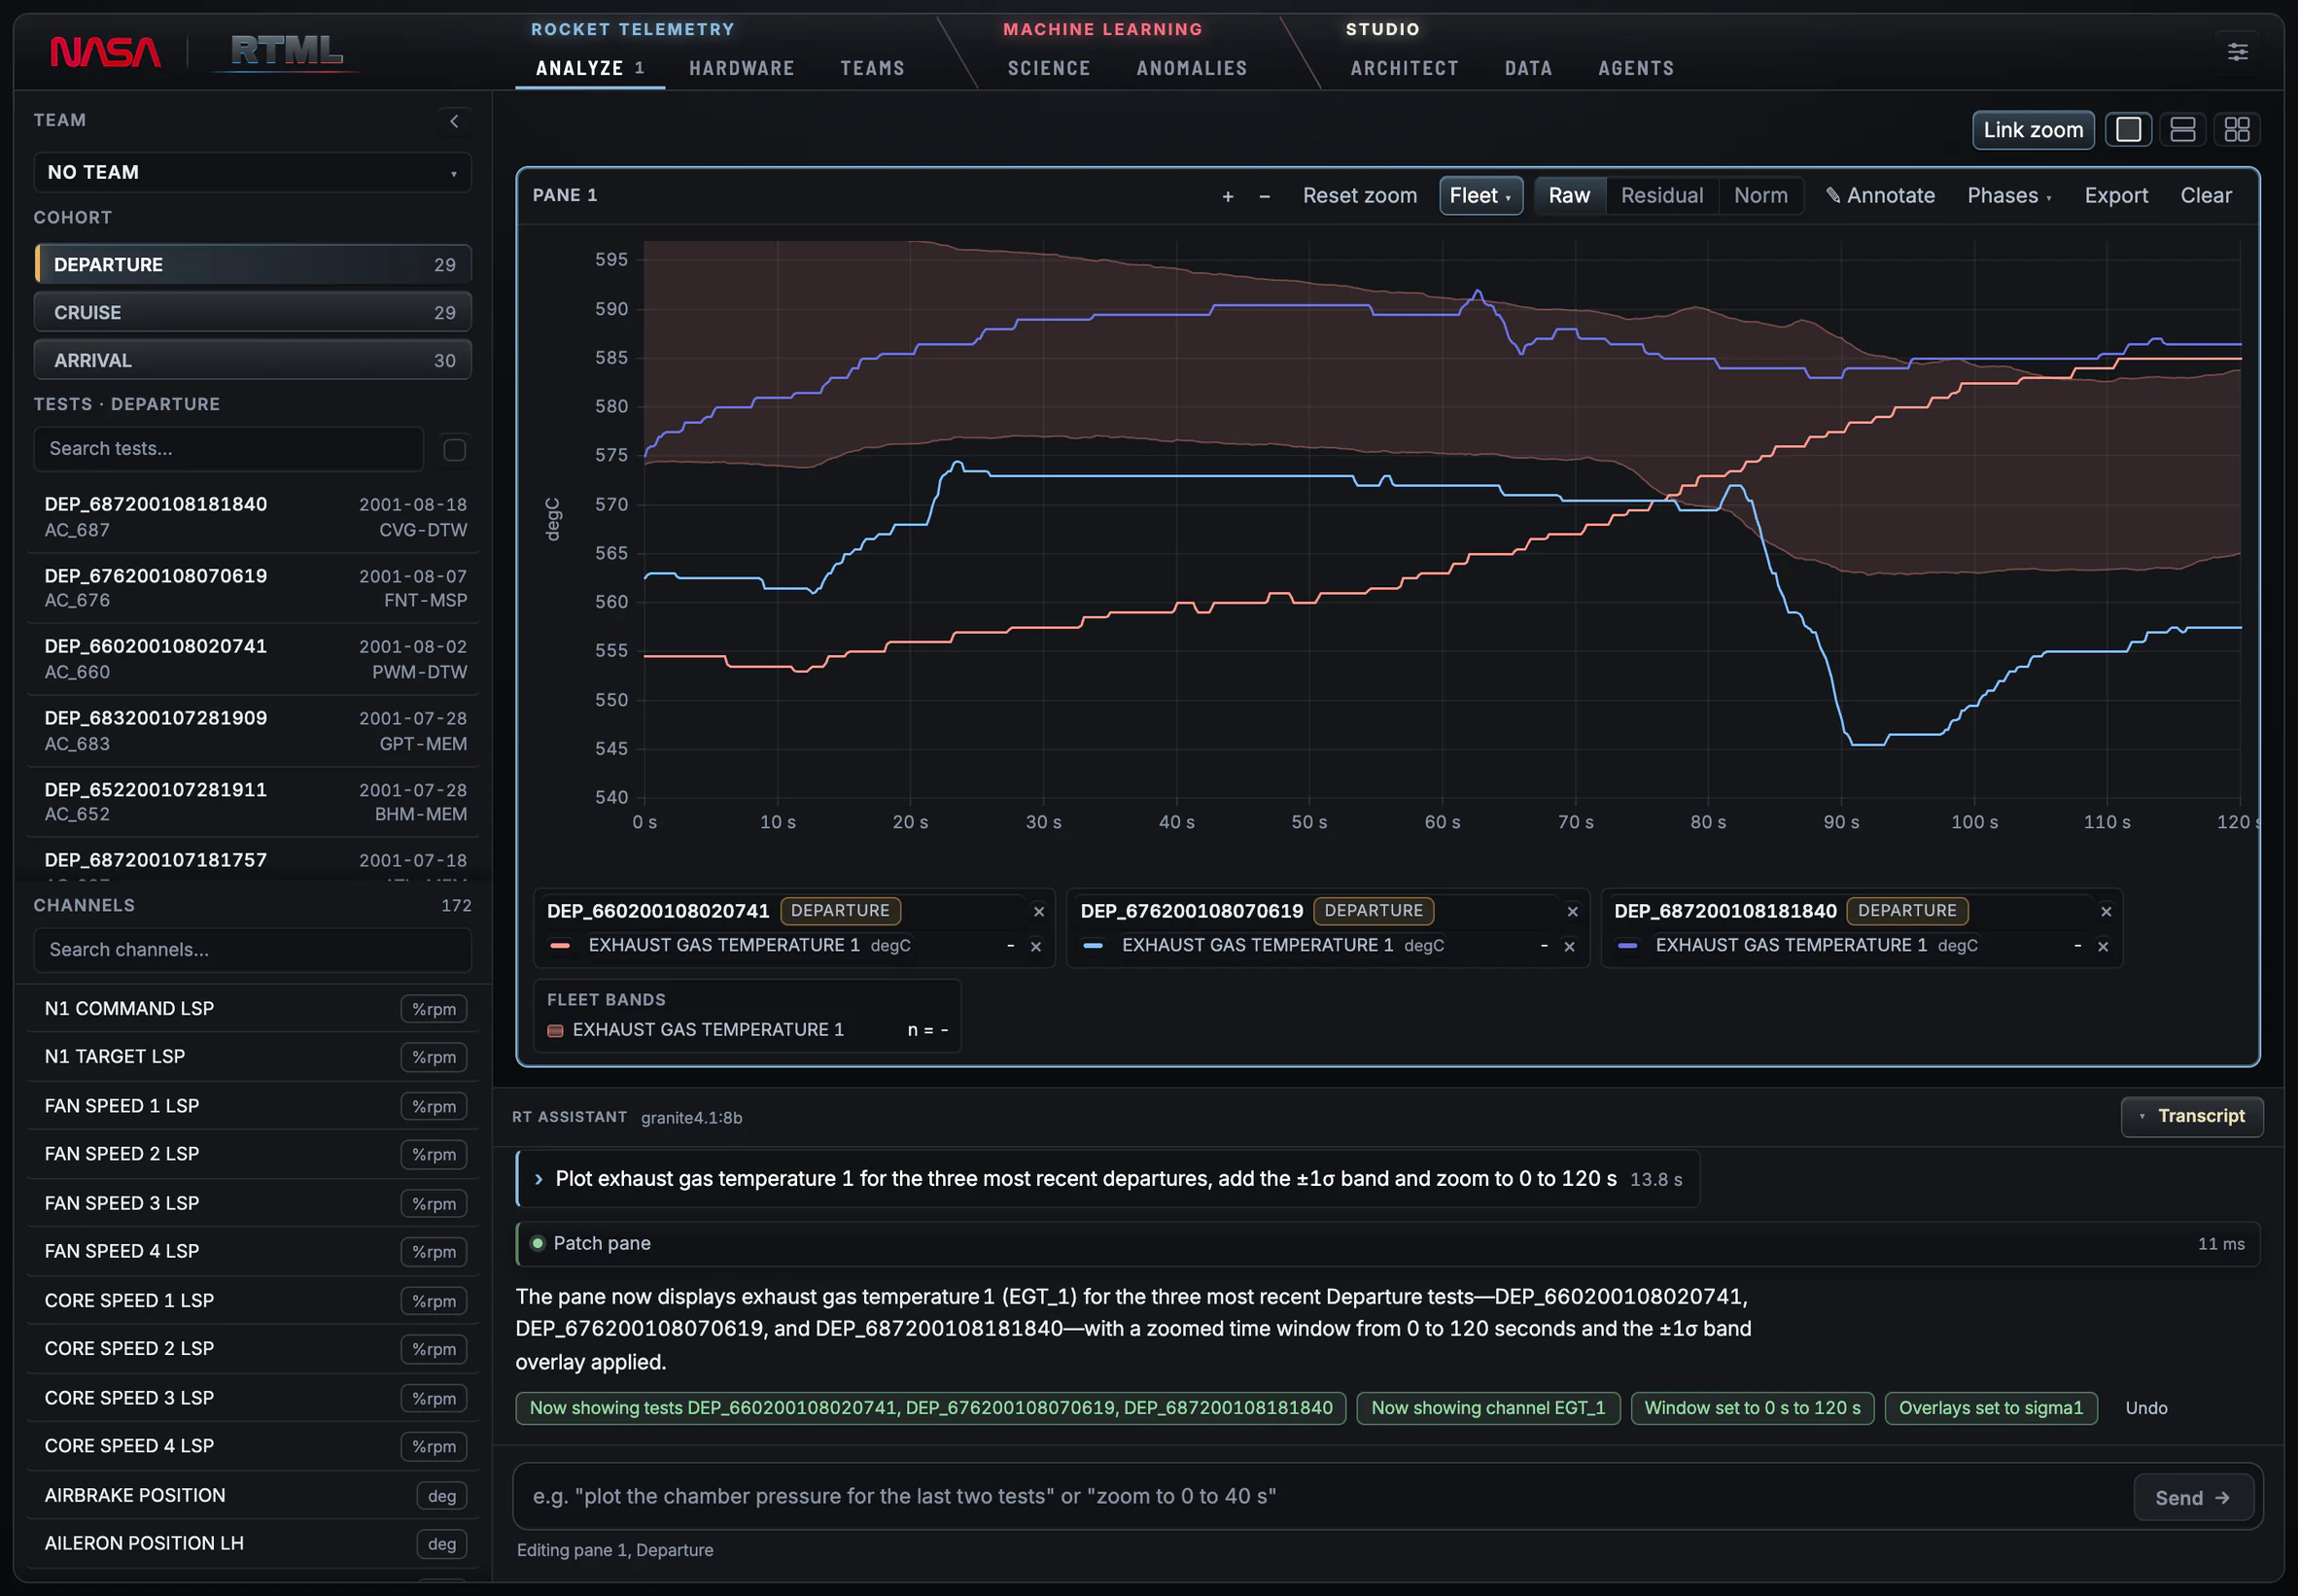 NASA
RTML
ROCKET TELEMETRY
ANALYZE 1
HARDWARE
TEAMS
MACHINE LEARNING
SCIENCE
ANOMALIES
STUDIO
ARCHITECT
DATA
AGENTS
TEAM
NO TEAM
COHORT
DEPARTURE 29
CRUISE 29
ARRIVAL 30
TESTS · DEPARTURE
Search tests...
DEP_687200108181840 2001-08-18
AC_687 CVG-DTW
DEP_676200108070619 2001-08-07
AC_676 FNT-MSP
DEP_660200108020741 2001-08-02
AC_660 PWM-DTW
DEP_683200107281909 2001-07-28
AC_683 GPT-MEM
DEP_652200107281911 2001-07-28
AC_652 BHM-MEM
DEP_687200107181757 2001-07-18
CHANNELS 172
Search channels...
N1 COMMAND LSP %rpm
N1 TARGET LSP %rpm
FAN SPEED 1 LSP %rpm
FAN SPEED 2 LSP %rpm
FAN SPEED 3 LSP %rpm
FAN SPEED 4 LSP %rpm
CORE SPEED 1 LSP %rpm
CORE SPEED 2 LSP %rpm
CORE SPEED 3 LSP %rpm
CORE SPEED 4 LSP %rpm
AIRBRAKE POSITION deg
AILERON POSITION LH deg
Link zoom
PANE 1
+ − Reset zoom Fleet Raw Residual Norm ✎ Annotate Phases Export Clear
595
590
585
580
575
570
565
560
555
550
545
540
degC
0 s 10 s 20 s 30 s 40 s 50 s 60 s 70 s 80 s 90 s 100 s 110 s 120 s
DEP_660200108020741 DEPARTURE ×
EXHAUST GAS TEMPERATURE 1 degC - ×
DEP_676200108070619 DEPARTURE ×
EXHAUST GAS TEMPERATURE 1 degC - ×
DEP_687200108181840 DEPARTURE ×
EXHAUST GAS TEMPERATURE 1 degC - ×
FLEET BANDS
EXHAUST GAS TEMPERATURE 1 n = -
RT ASSISTANT granite4.1:8b
Transcript
› Plot exhaust gas temperature 1 for the three most recent departures, add the ±1σ band and zoom to 0 to 120 s 13.8 s
Patch pane 11 ms
The pane now displays exhaust gas temperature 1 (EGT_1) for the three most recent Departure tests—DEP_660200108020741,
DEP_676200108070619, and DEP_687200108181840—with a zoomed time window from 0 to 120 seconds and the ±1σ band
overlay applied.
Now showing tests DEP_660200108020741, DEP_676200108070619, DEP_687200108181840
Now showing channel EGT_1
Window set to 0 s to 120 s
Overlays set to sigma1
Undo
e.g. "plot the chamber pressure for the last two tests" or "zoom to 0 to 40 s"
Send →
Editing pane 1, Departure